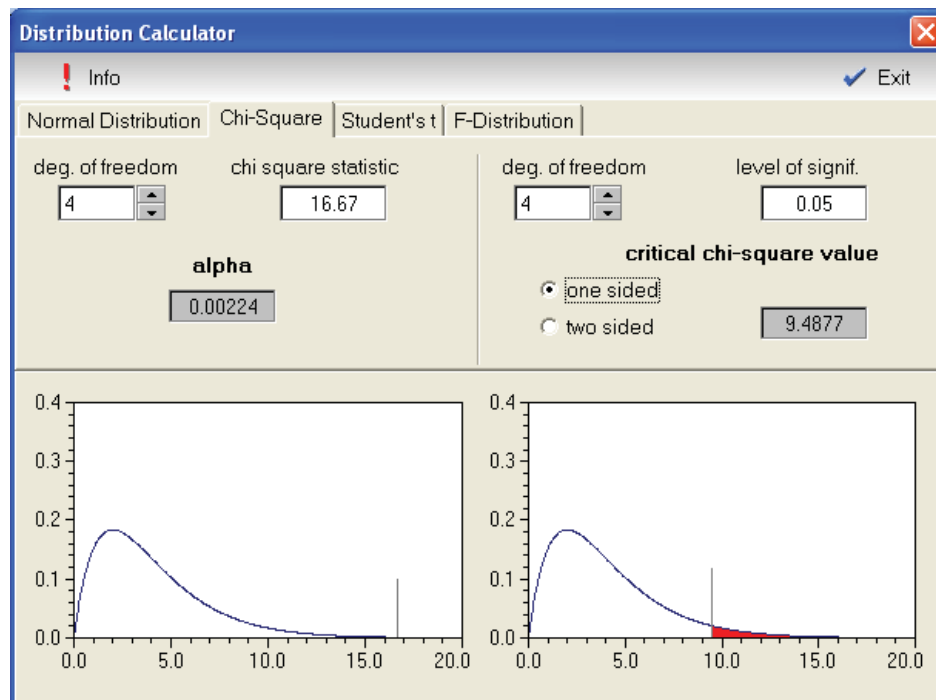 Distribution Calculator
Info Exit
Normal Distribution Chi-Square Student's t F-Distribution
deg. of freedom chi square statistic deg. of freedom level of signif.
4 16.67 4 0.05
alpha critical chi-square value
0.00224 one sided
two sided 9.4877
0.4 0.4
0.3 0.3
0.2 0.2
0.1 0.1
0.0 0.0
0.0 5.0 10.0 15.0 20.0 0.0 5.0 10.0 15.0 20.0